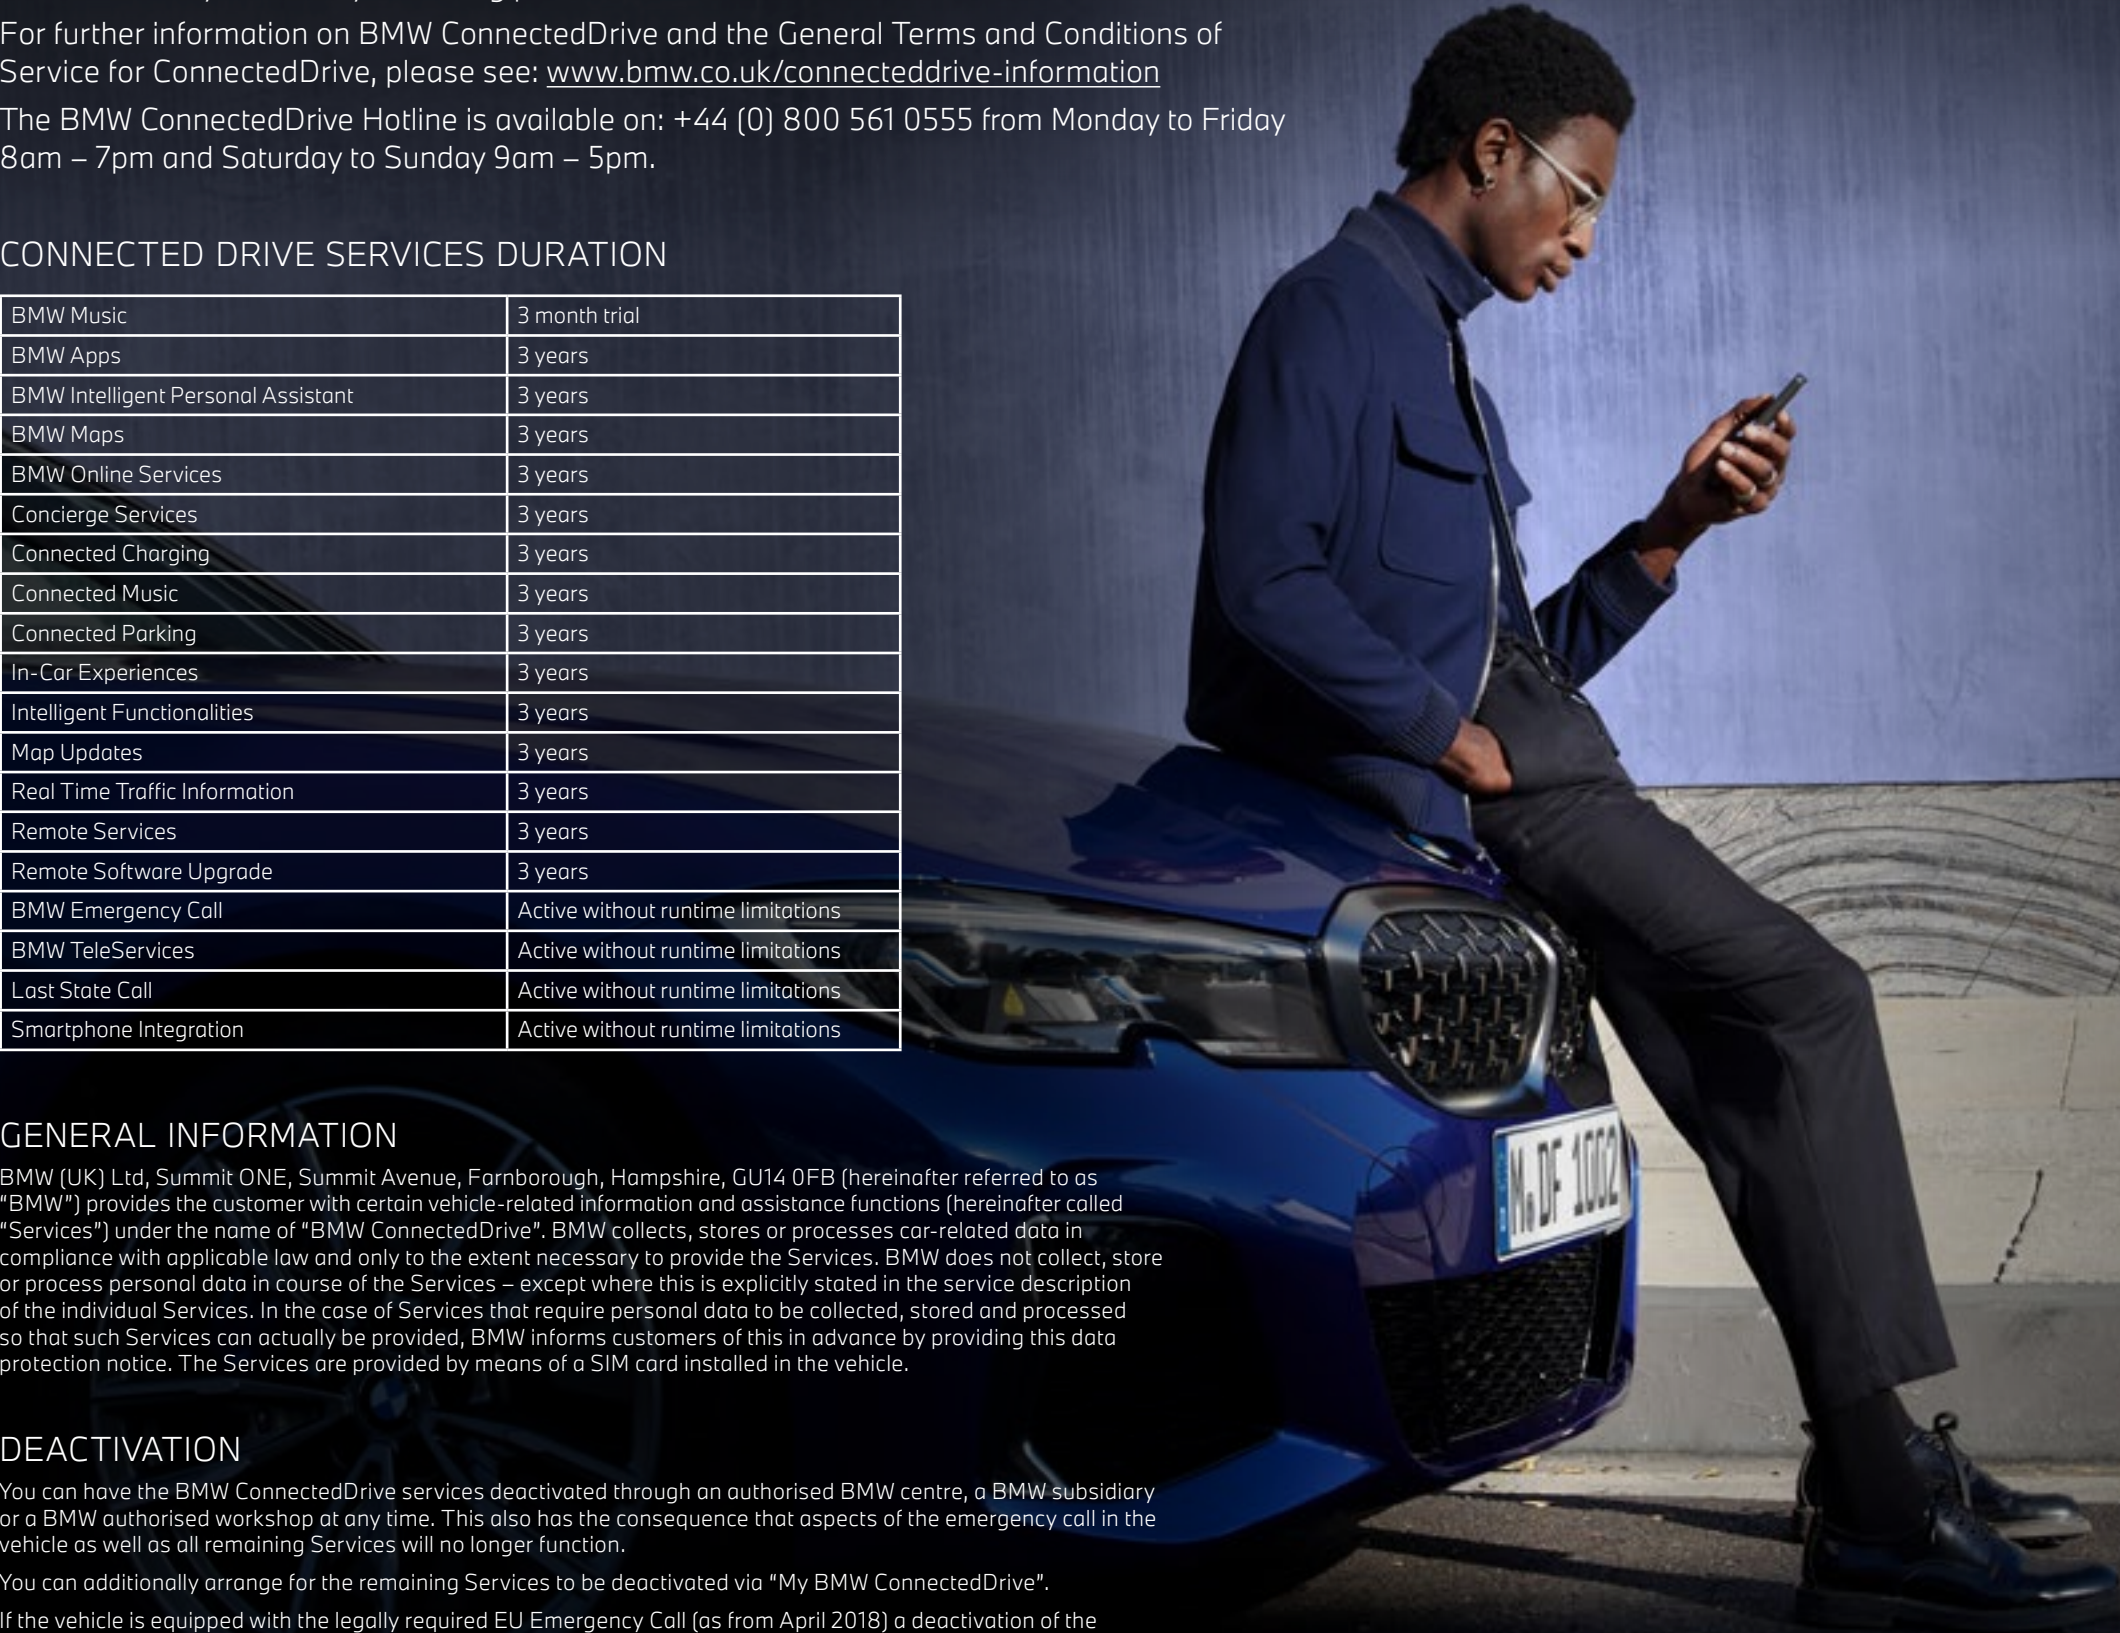 For further information on BMW ConnectedDrive and the General Terms and Conditions of
Service for ConnectedDrive, please see: www.bmw.co.uk/connecteddrive-information
The BMW ConnectedDrive Hotline is available on: +44 (0) 800 561 0555 from Monday to Friday
8am – 7pm and Saturday to Sunday 9am – 5pm.
CONNECTED DRIVE SERVICES DURATION
BMW Music 3 month trial
BMW Apps 3 years
BMW Intelligent Personal Assistant 3 years
BMW Maps 3 years
BMW Online Services 3 years
Concierge Services 3 years
Connected Charging 3 years
Connected Music 3 years
Connected Parking 3 years
In-Car Experiences 3 years
Intelligent Functionalities 3 years
Map Updates 3 years
Real Time Traffic Information 3 years
Remote Services 3 years
Remote Software Upgrade 3 years
BMW Emergency Call Active without runtime limitations
BMW TeleServices Active without runtime limitations
Last State Call Active without runtime limitations
Smartphone Integration Active without runtime limitations
GENERAL INFORMATION
BMW (UK) Ltd, Summit ONE, Summit Avenue, Farnborough, Hampshire, GU14 0FB (hereinafter referred to as
“BMW”) provides the customer with certain vehicle-related information and assistance functions (hereinafter called
“Services”) under the name of “BMW ConnectedDrive”. BMW collects, stores or processes car-related data in
compliance with applicable law and only to the extent necessary to provide the Services. BMW does not collect, store
or process personal data in course of the Services – except where this is explicitly stated in the service description
of the individual Services. In the case of Services that require personal data to be collected, stored and processed
so that such Services can actually be provided, BMW informs customers of this in advance by providing this data
protection notice. The Services are provided by means of a SIM card installed in the vehicle.
M DF 1002
DEACTIVATION
You can have the BMW ConnectedDrive services deactivated through an authorised BMW centre, a BMW subsidiary
or a BMW authorised workshop at any time. This also has the consequence that aspects of the emergency call in the
vehicle as well as all remaining Services will no longer function.
You can additionally arrange for the remaining Services to be deactivated via “My BMW ConnectedDrive”.
If the vehicle is equipped with the legally required EU Emergency Call (as from April 2018) a deactivation of the